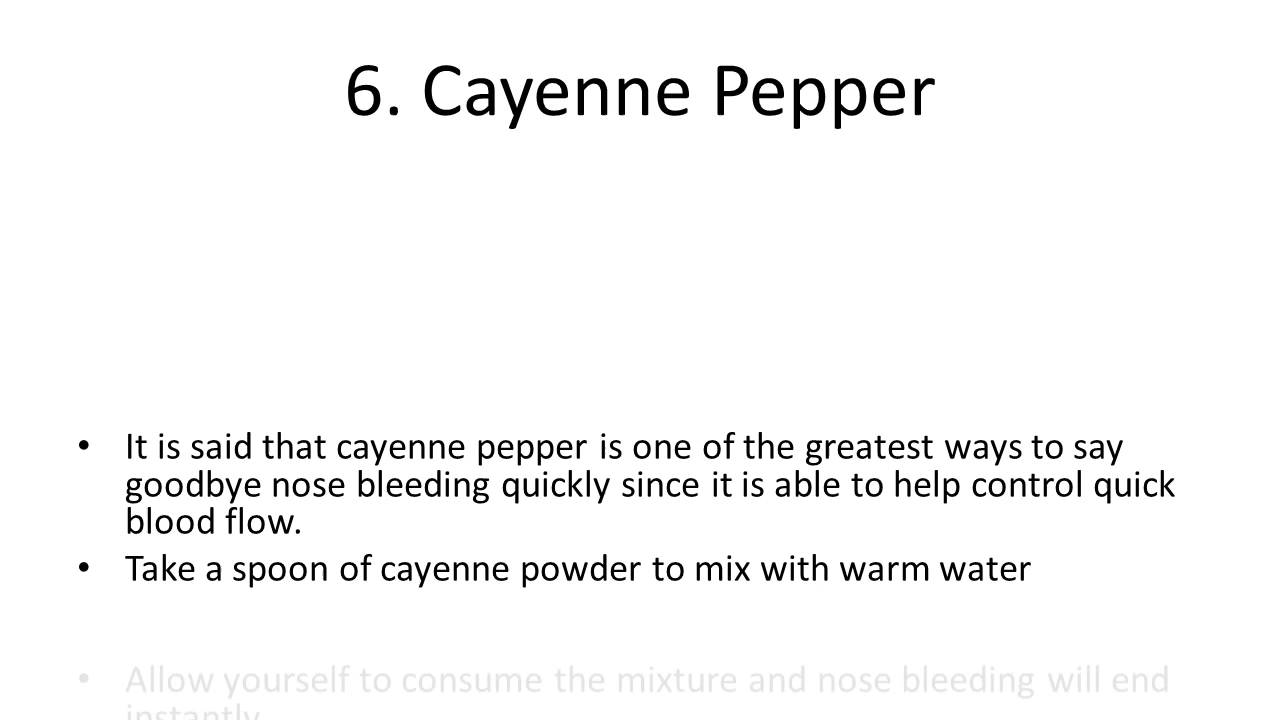 6. Cayenne Pepper
• It is said that cayenne pepper is one of the greatest ways to say
goodbye nose bleeding quickly since it is able to help control quick
blood flow.
• Take a spoon of cayenne powder to mix with warm water
• Allow yourself to consume the mixture and nose bleeding will end
instantly